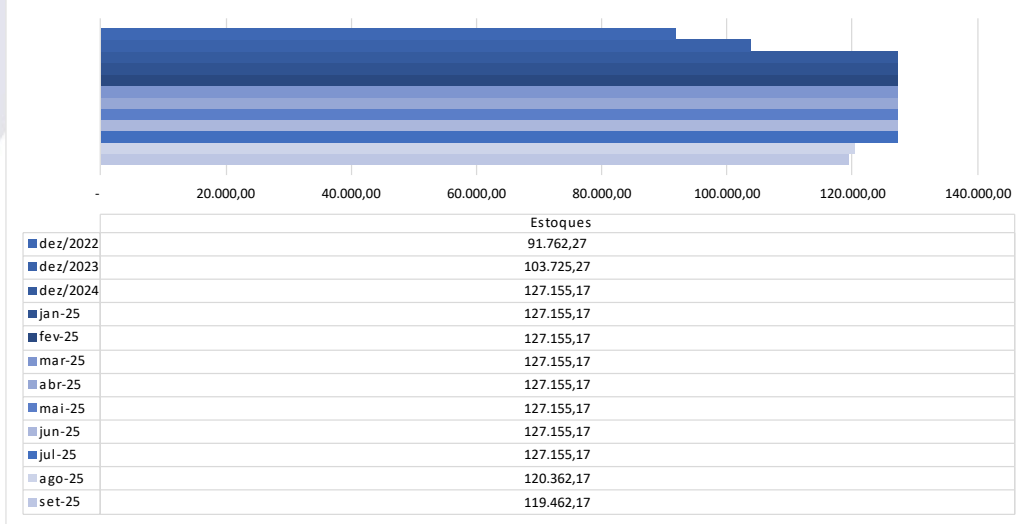 - 20.000,00 40.000,00 60.000,00 80.000,00 100.000,00 120.000,00 140.000,00
Estoques
dez/2022 91.762,27
dez/2023 103.725,27
dez/2024 127.155,17
jan-25 127.155,17
fev-25 127.155,17
mar-25 127.155,17
abr-25 127.155,17
mai-25 127.155,17
jun-25 127.155,17
jul-25 127.155,17
ago-25 120.362,17
set-25 119.462,17